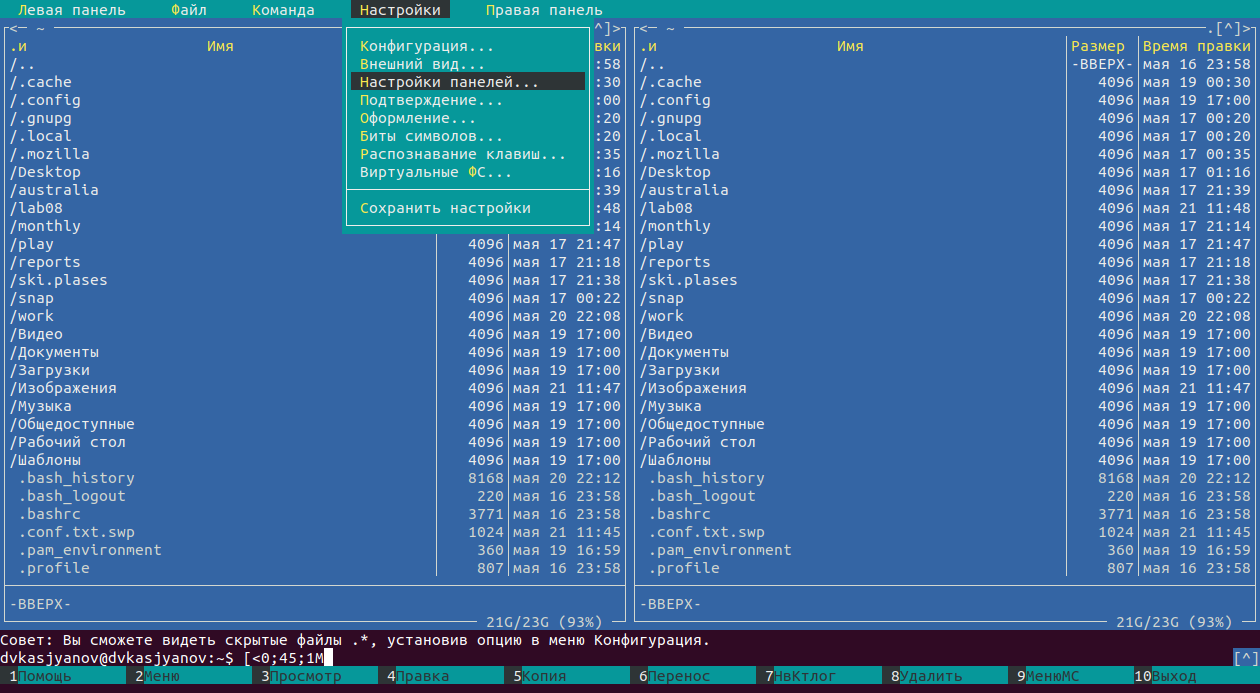 Левая панель Файл Команда Настройки Правая панель
<─ ~ ^]> <─ ~ .[^]>
.и Имя вки .и Имя Размер Время правки
/.. :58 /.. -ВВЕРХ- мая 16 23:58
/.cache :30 /.cache 4096 мая 19 00:30
/.config :00 /.config 4096 мая 19 17:00
/.gnupg :20 /.gnupg 4096 мая 17 00:20
/.local :20 /.local 4096 мая 17 00:20
/.mozilla :35 /.mozilla 4096 мая 17 00:35
/Desktop :16 /Desktop 4096 мая 17 01:16
/australia :39 /australia 4096 мая 17 21:39
/lab08 :48 /lab08 4096 мая 21 11:48
/monthly :14 /monthly 4096 мая 17 21:14
Конфигурация...
Внешний вид...
Настройки панелей...
Подтверждение...
Оформление...
Биты символов...
Распознавание клавиш...
Виртуальные ФС...
Сохранить настройки
/play 4096 мая 17 21:47 /play 4096 мая 17 21:47
/reports 4096 мая 17 21:18 /reports 4096 мая 17 21:18
/ski.plases 4096 мая 17 21:38 /ski.plases 4096 мая 17 21:38
/snap 4096 мая 17 00:22 /snap 4096 мая 17 00:22
/work 4096 мая 20 22:08 /work 4096 мая 20 22:08
/Видео 4096 мая 19 17:00 /Видео 4096 мая 19 17:00
/Документы 4096 мая 19 17:00 /Документы 4096 мая 19 17:00
/Загрузки 4096 мая 19 17:00 /Загрузки 4096 мая 19 17:00
/Изображения 4096 мая 21 11:47 /Изображения 4096 мая 21 11:47
/Музыка 4096 мая 19 17:00 /Музыка 4096 мая 19 17:00
/Общедоступные 4096 мая 19 17:00 /Общедоступные 4096 мая 19 17:00
/Рабочий стол 4096 мая 19 17:00 /Рабочий стол 4096 мая 19 17:00
/Шаблоны 4096 мая 19 17:00 /Шаблоны 4096 мая 19 17:00
.bash_history 8168 мая 20 22:12 .bash_history 8168 мая 20 22:12
.bash_logout 220 мая 16 23:58 .bash_logout 220 мая 16 23:58
.bashrc 3771 мая 16 23:58 .bashrc 3771 мая 16 23:58
.conf.txt.swp 1024 мая 21 11:45 .conf.txt.swp 1024 мая 21 11:45
.pam_environment 360 мая 19 16:59 .pam_environment 360 мая 19 16:59
.profile 807 мая 16 23:58 .profile 807 мая 16 23:58
-ВВЕРХ- -ВВЕРХ-
21G/23G (93%) 21G/23G (93%)
Совет: Вы сможете видеть скрытые файлы .*, установив опцию в меню Конфигурация.
dvkasjyanov@dvkasjyanov:~$ [<0;45;1M [^]
1Помощь 2Меню 3Просмотр 4Правка 5Копия 6Перенос 7НвКтлог 8Удалить 9МенюMC 10Выход